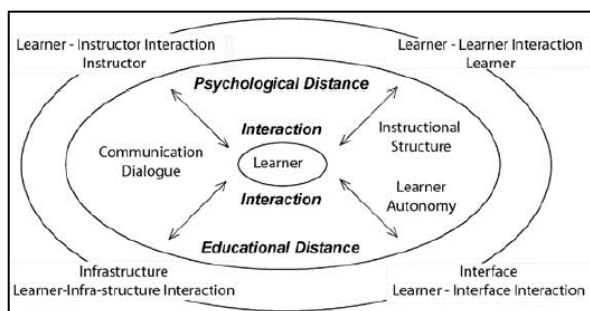 Learner - Instructor Interaction
Instructor
Learner - Learner Interaction
Learner
Psychological Distance
Interaction
Communication
Dialogue
Learner
Instructional
Structure
Interaction
Learner
Autonomy
Educational Distance
Infrastructure
Learner-Infra-structure Interaction
Interface
Learner - Interface Interaction